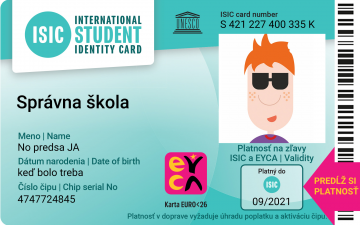 ISIC
INTERNATIONAL
STUDENT
IDENTITY CARD
UNESCO
ISIC card number
S 421 227 400 335 K
Správna škola
Meno | Name
No predsa JA
Dátum narodenia | Date of birth
keď bolo treba
Číslo čipu | Chip serial No
4747724845
EYCA
Karta EURO<26
Platnosť na zľavy
ISIC a EYCA | Validity
Platný do
ISIC
09/2021
PREDĹŽ SI
PLATNOSŤ
Platnosť v doprave vyžaduje úhradu poplatku a aktiváciu čipu.